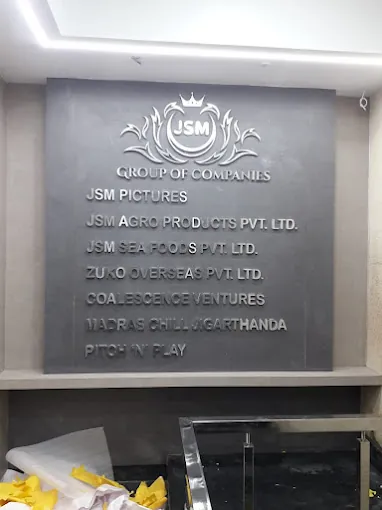 JSM
GROUP OF COMPANIES
JSM PICTURES
JSM AGRO PRODUCTS PVT. LTD.
JSM SEA FOODS PVT. LTD.
ZUKO OVERSEAS PVT. LTD.
COALESCENCE VENTURES
MADRAS CHILL JIGARTHANDA
PITCH 'N' PLAY